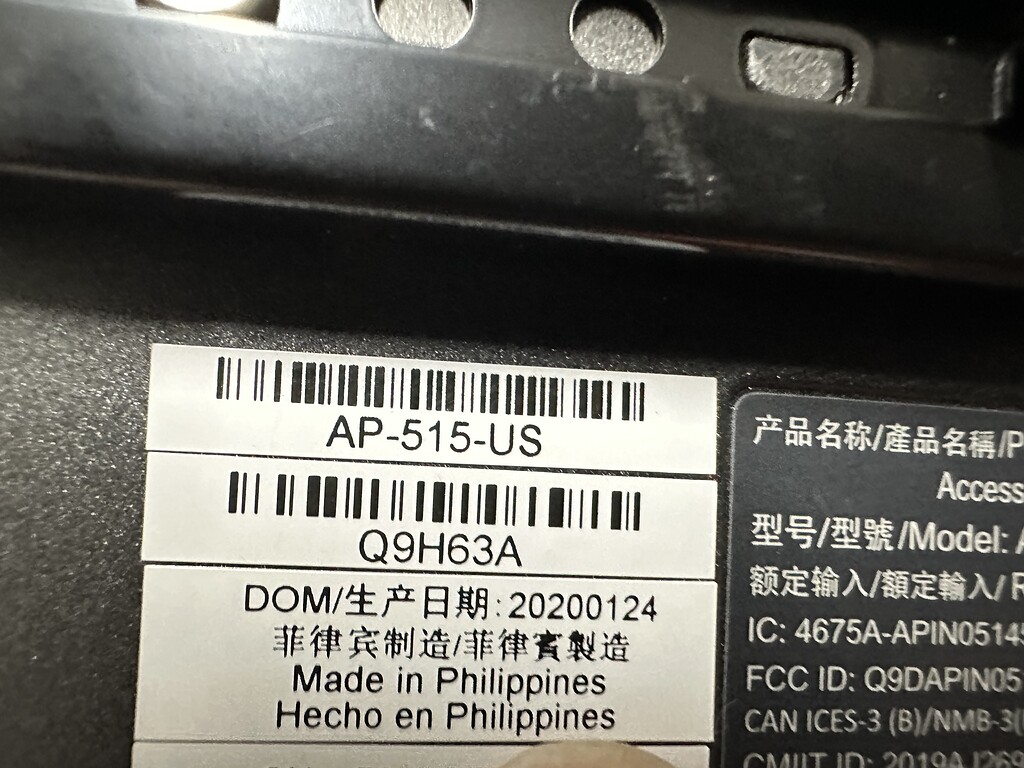 AP-515-US
Q9H63A
DOM/生产日期:20200124
菲律宾制造/菲律賓製造
Made in Philippines
Hecho en Philippines
产品名称/產品名稱/P
Access
型号/型號/Model: A
额定输入/額定輸入/R
IC: 4675A-APIN0514
FCC ID: Q9DAPIN05
CAN ICES-3 (B)/NMB-3(
CMIIT ID: 2019AJ269